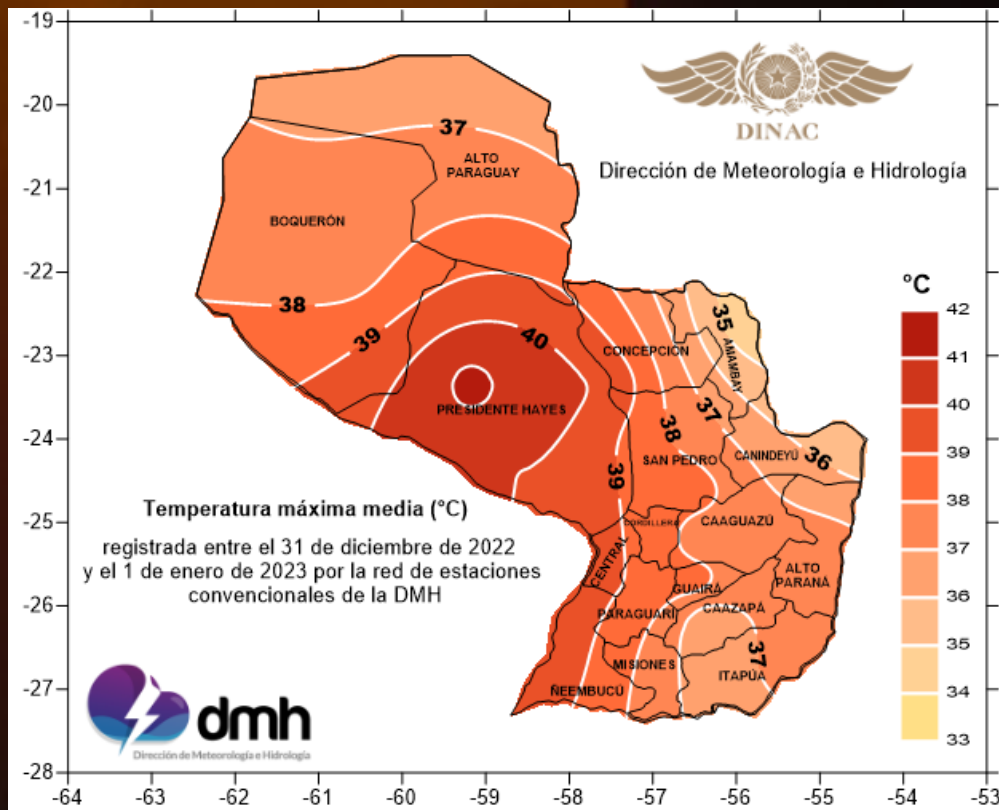 DINAC
Dirección de Meteorología e Hidrología
-19
-20
-21
-22
-23
-24
-25
-26
-27
-28
37
ALTO
PARAGUAY
BOQUERÓN
38
39
40
PRESIDENTE HAYES
35
CONCEPCIÓN
AMAMBAY
37
38
SAN PEDRO
CANINDEYÚ
36
39
CORDILLERA
CAAGUAZÚ
CENTRAL
ALTO
PARANÁ
GUAIRÁ
CAAZAPÁ
PARAGUARÍ
MISIONES
37
ITAPÚA
ÑEEMBUCÚ
°C
42
41
40
39
38
37
36
35
34
33
Temperatura máxima media (°C)
registrada entre el 31 de diciembre de 2022
y el 1 de enero de 2023 por la red de estaciones
convencionales de la DMH
dmh
Dirección de Meteorología e Hidrología
-64 -63 -62 -61 -60 -59 -58 -57 -56 -55 -54 -53